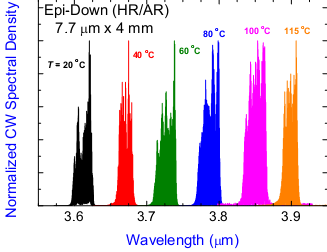 Epi-Down (HR/AR)
7.7 μm x 4 mm
T = 20 °C
40 °C
60 °C
80 °C
100 °C
115 °C
Normalized CW Spectral Density
3.6
3.7
3.8
3.9
Wavelength (μm)